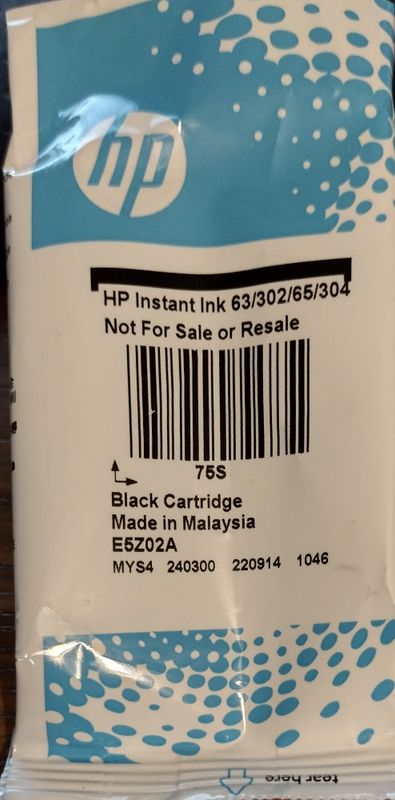 hp
HP Instant Ink 63/302/65/304
Not For Sale or Resale
75S
Black Cartridge
Made in Malaysia
E5Z02A
MYS4 240300 220914 1046
tear here